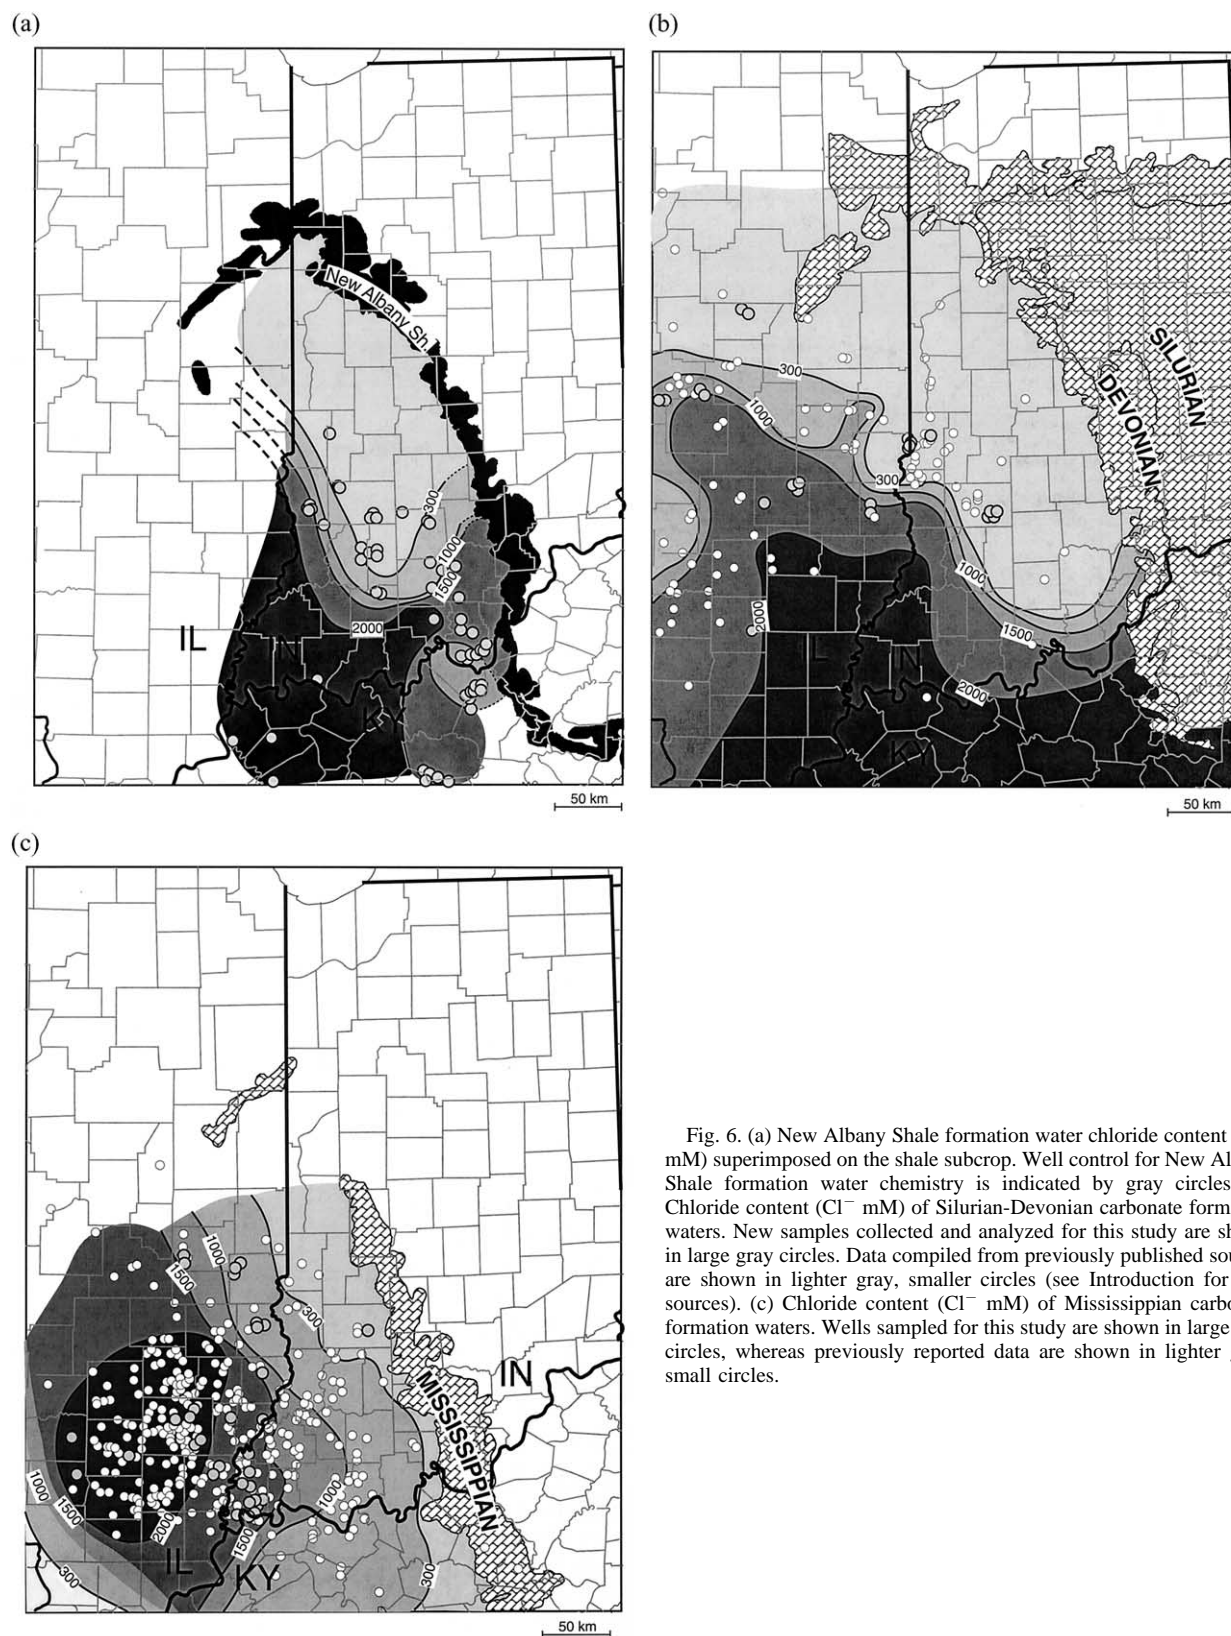 (a)
New Albany Sh.
300
1000
1500
2000
IL
IN
KY
50 km
(b)
300
1000
300
SILURIAN
DEVONIAN
1000
1500
2000
2000
IL
IN
KY
50 km
(c)
1000
1500
300
IN
MISSISSIPPIAN
1000
1000
1500
2000
1500
300
IL
KY
300
50 km
Fig. 6. (a) New Albany Shale formation water chloride content
mM) superimposed on the shale subcrop. Well control for New Al
Shale formation water chemistry is indicated by gray circles
Chloride content (Cl⁻ mM) of Silurian-Devonian carbonate form
waters. New samples collected and analyzed for this study are sh
in large gray circles. Data compiled from previously published sou
are shown in lighter gray, smaller circles (see Introduction for
sources). (c) Chloride content (Cl⁻ mM) of Mississippian carbo
formation waters. Wells sampled for this study are shown in large
circles, whereas previously reported data are shown in lighter
small circles.